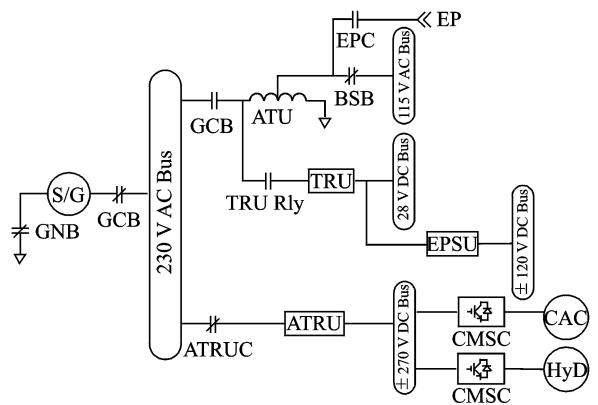 EP
EPC
115 V AC Bus
BSB
GCB
ATU
230 V AC Bus
28 V DC Bus
TRU
TRU Rly
S/G
GCB
GNB
EPSU
± 120 V DC Bus
ATRU
ATRUC
± 270 V DC Bus
CMSC
CAC
CMSC
HyD